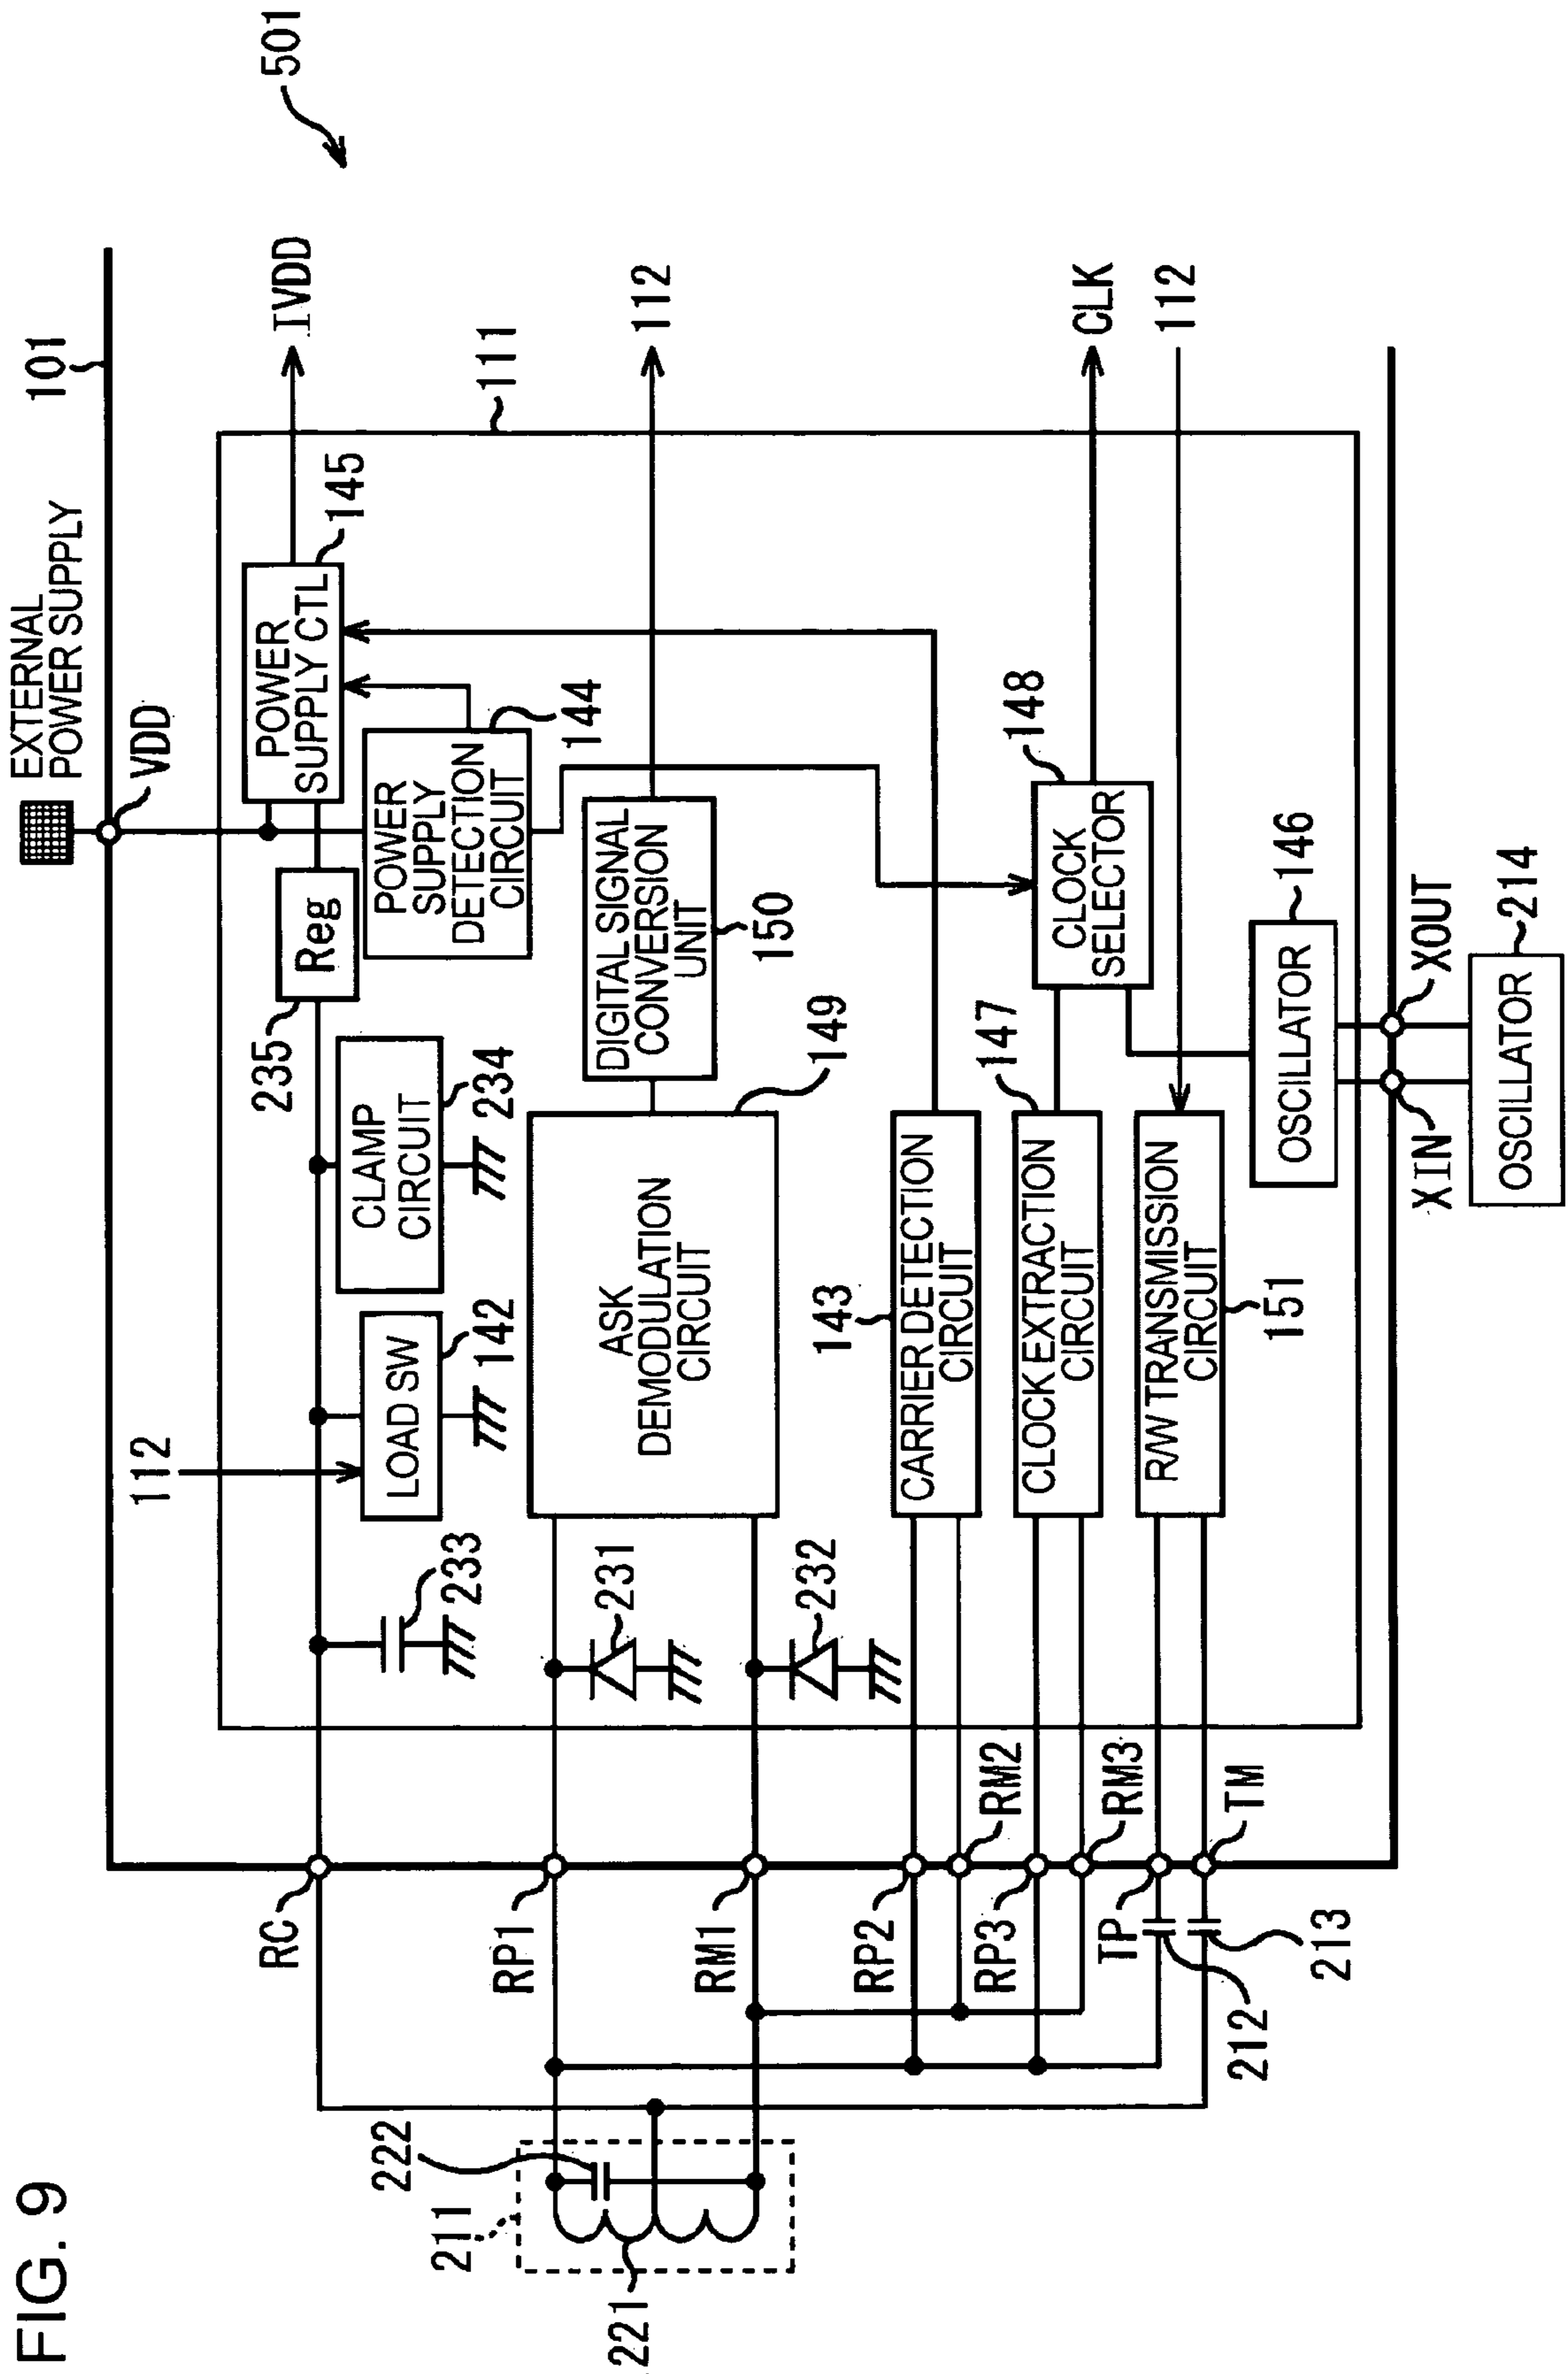 FIG. 9
501
EXTERNAL
POWER SUPPLY
VDD
101
IVDD
112
111
CLK
112
POWER
SUPPLY CTL
145
Reg
235
POWER
SUPPLY
DETECTION
CIRCUIT
144
CLAMP
CIRCUIT
234
112
LOAD SW
142
233
DIGITAL SIGNAL
CONVERSION
UNIT
150
ASK
DEMODULATION
CIRCUIT
149
231
232
CARRIER DETECTION
CIRCUIT
143
CLOCK EXTRACTION
CIRCUIT
147
CLOCK
SELECTOR
148
R/W TRANSMISSION
CIRCUIT
151
OSCILLATOR
146
XIN
XOUT
OSCILLATOR
214
RC
RP1
RM1
RP2
RM2
RP3
RM3
TP
TM
212
213
211
222
221